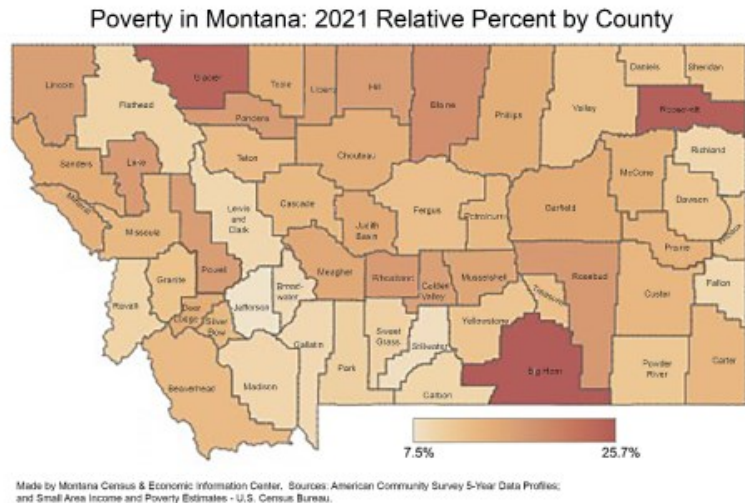 Poverty in Montana: 2021 Relative Percent by County
Lincoln
Flathead
Glacier
Toole
Liberty
Hill
Blaine
Phillips
Valley
Daniels
Sheridan
Roosevelt
Pondera
Richland
Sanders
Lake
Teton
Chouteau
McCone
Dawson
Mineral
Missoula
Lewis
and
Clark
Cascade
Judith
Basin
Fergus
Petroleum
Garfield
Prairie
Powell
Granite
Meagher
Wheatland
Golden
Valley
Musselshell
Rosebud
Custer
Fallon
Ravalli
Deer
Lodge
Silver
Bow
Jefferson
Broad-
water
Treasure
Yellowstone
Sweet
Grass
Stillwater
Gallatin
Park
Big Horn
Powder
River
Carter
Beaverhead
Madison
Carbon
7.5%
25.7%
Made by Montana Census & Economic Information Center. Sources: American Community Survey 5-Year Data Profiles;
and Small Area Income and Poverty Estimates - U.S. Census Bureau.